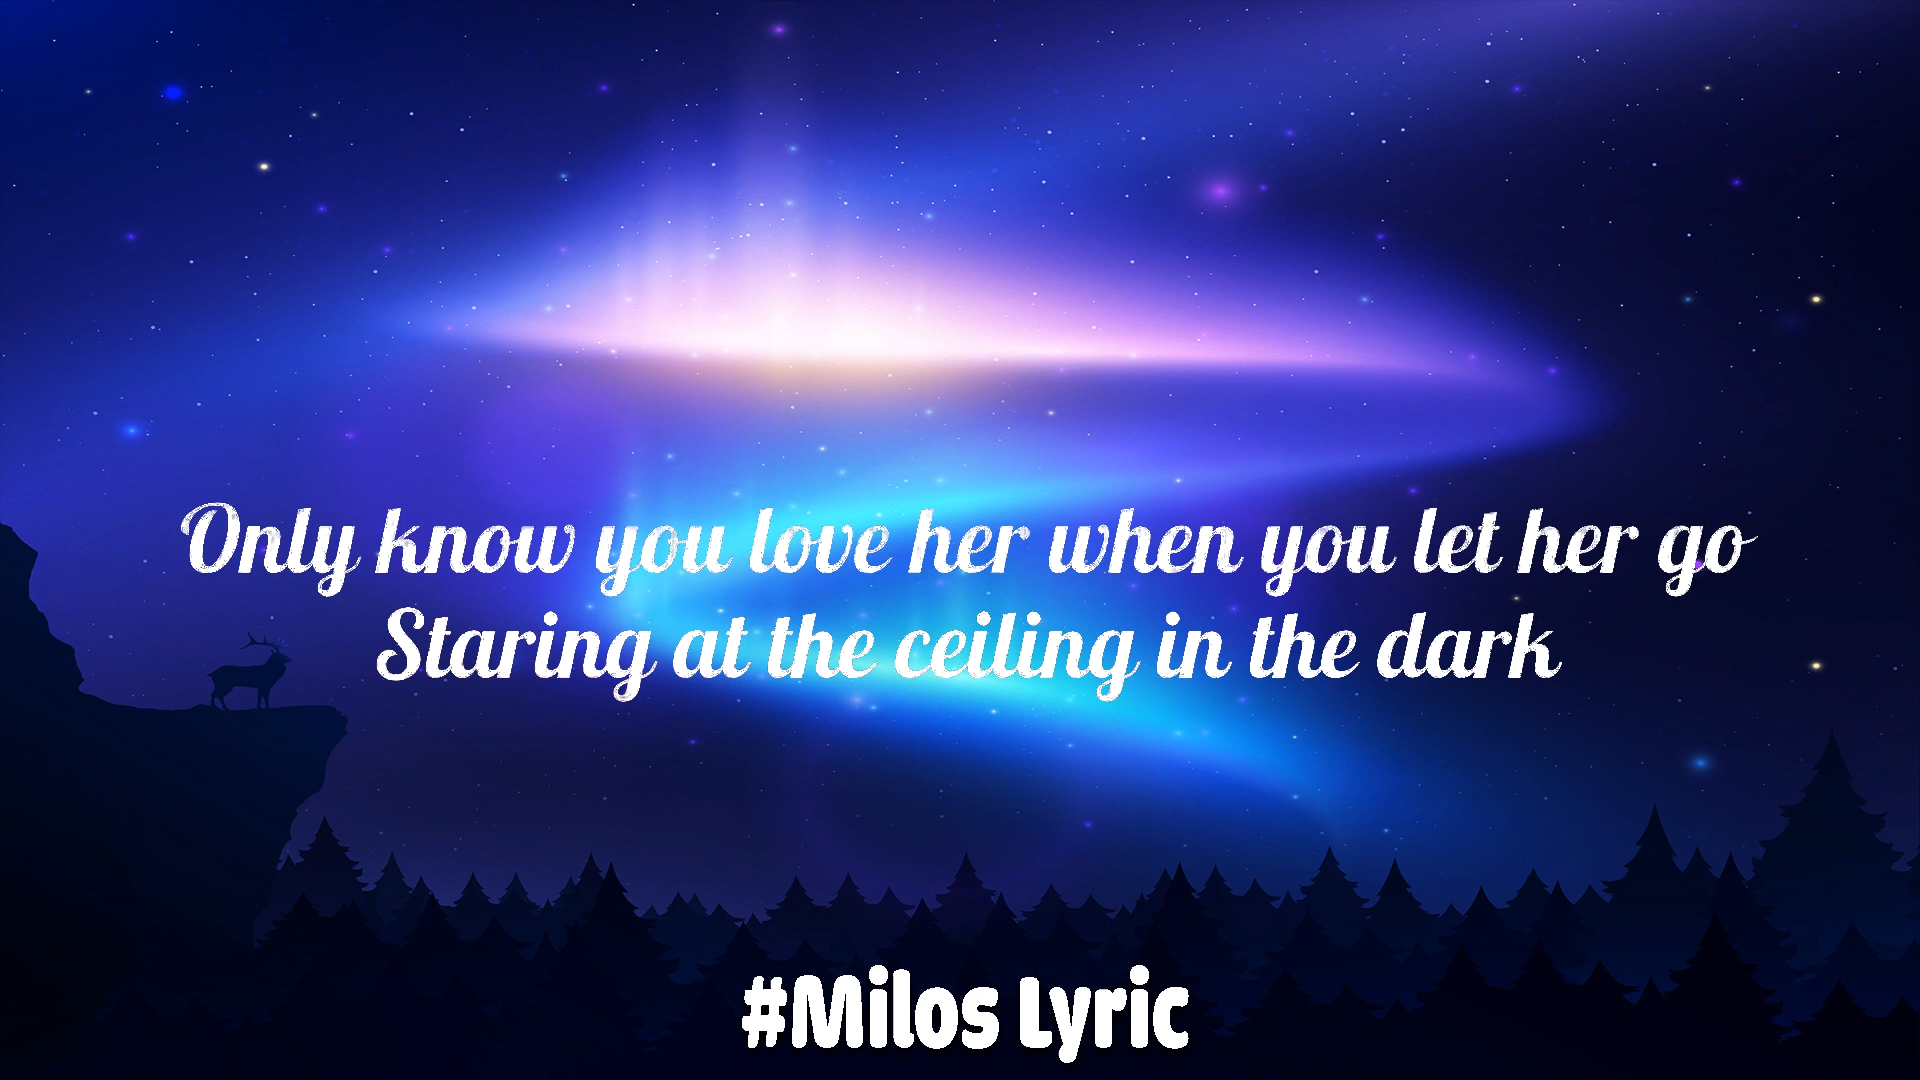 Only know you love her when you let her go
Staring at the ceiling in the dark
#Milos Lyric